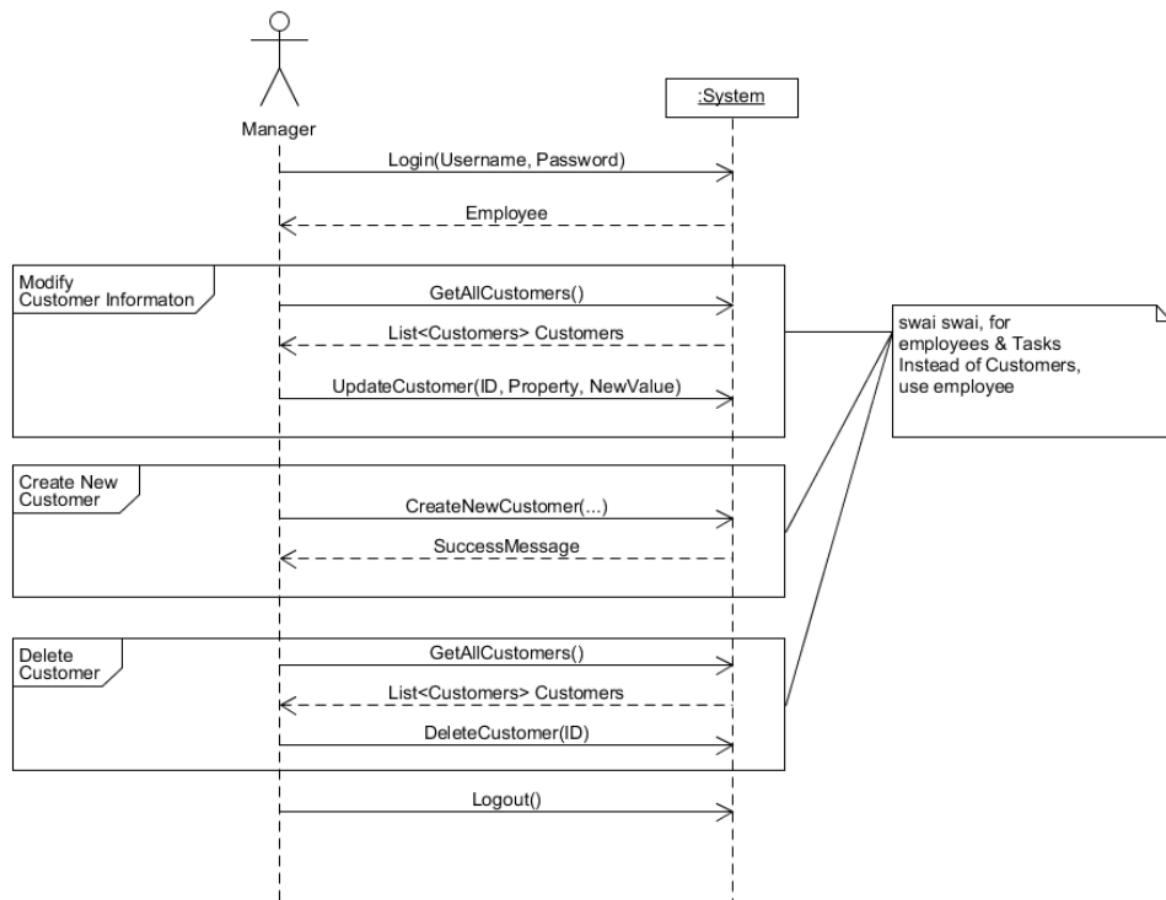 Manager
:System
Login(Username, Password)
Employee
Modify
Customer Informaton
GetAllCustomers()
List<Customers> Customers
UpdateCustomer(ID, Property, NewValue)
swai swai, for
employees & Tasks
Instead of Customers,
use employee
Create New
Customer
CreateNewCustomer(...)
SuccessMessage
Delete
Customer
GetAllCustomers()
List<Customers> Customers
DeleteCustomer(ID)
Logout()